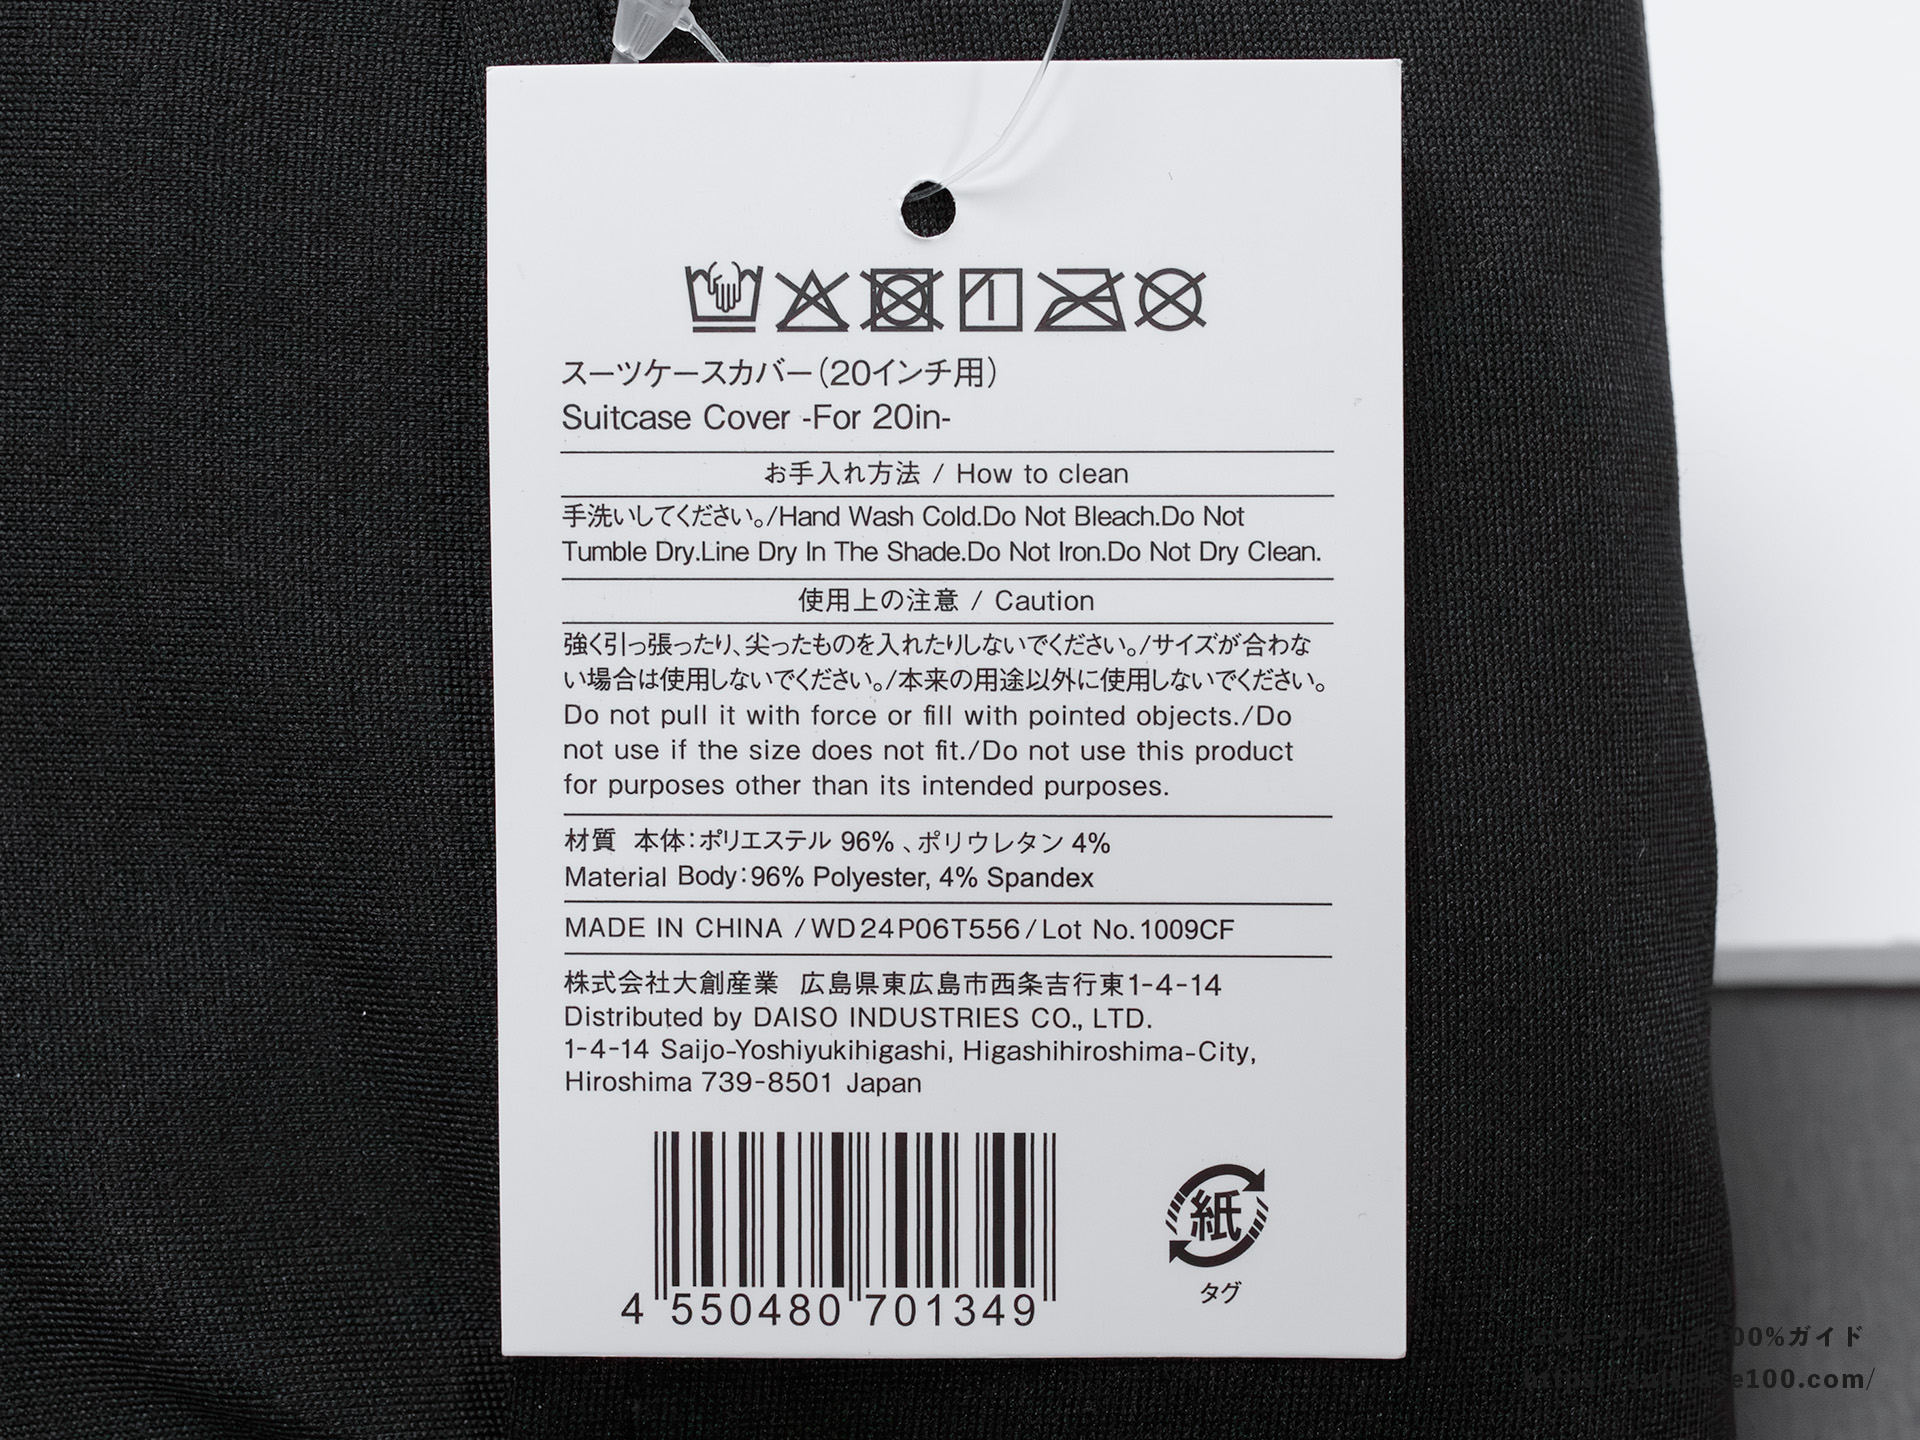 スーツケースカバー(20インチ用)
Suitcase Cover -For 20in-
お手入れ方法 / How to clean
手洗いしてください。/Hand Wash Cold.Do Not Bleach.Do Not
Tumble Dry.Line Dry In The Shade.Do Not Iron.Do Not Dry Clean.
使用上の注意 / Caution
強く引っ張ったり、尖ったものを入れたりしないでください。/サイズが合わな
い場合は使用しないでください。/本来の用途以外に使用しないでください。
Do not pull it with force or fill with pointed objects./Do
not use if the size does not fit./Do not use this product
for purposes other than its intended purposes.
材質 本体：ポリエステル 96%、ポリウレタン 4%
Material Body：96% Polyester, 4% Spandex
MADE IN CHINA /WD24P06T556/Lot No.1009CF
株式会社大創産業 広島県東広島市西条吉行東1-4-14
Distributed by DAISO INDUSTRIES CO., LTD.
1-4-14 Saijo-Yoshiyukihigashi, Higashihiroshima-City,
Hiroshima 739-8501 Japan
4 550480 701349
紙
タグ
00%ガイド
e100.com/